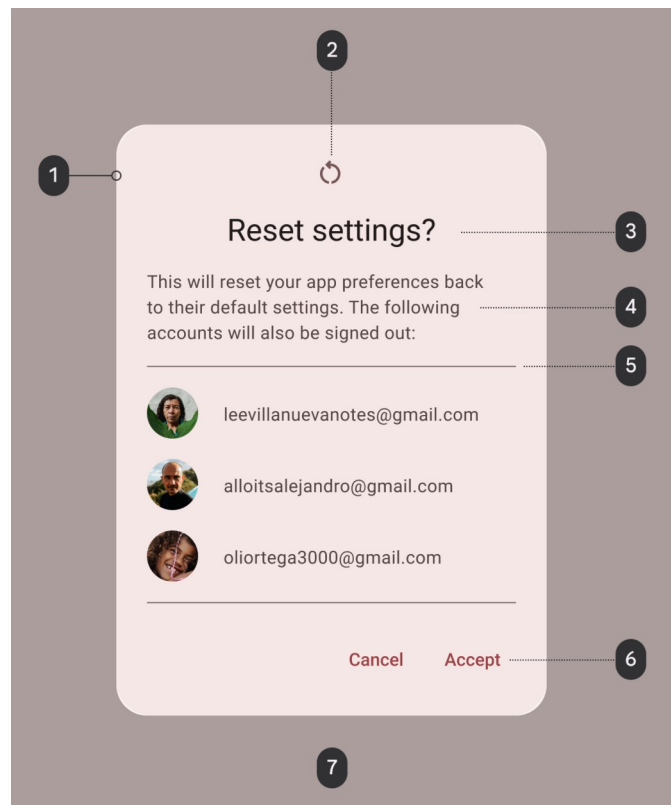 2
1
Reset settings?
3
This will reset your app preferences back
to their default settings. The following
4
accounts will also be signed out:
5
leevillanuevanotes@gmail.com
alloitsalejandro@gmail.com
oliortega3000@gmail.com
Cancel Accept
6
7